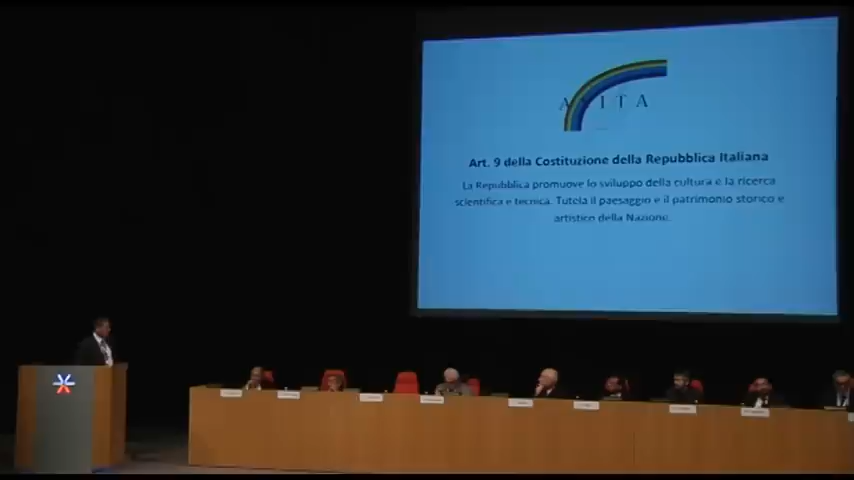 AVITA
Art. 9 della Costituzione della Repubblica Italiana
La Repubblica promuove lo sviluppo della cultura e la ricerca
scientifica e tecnica. Tutela il paesaggio e il patrimonio storico e
artistico della Nazione.